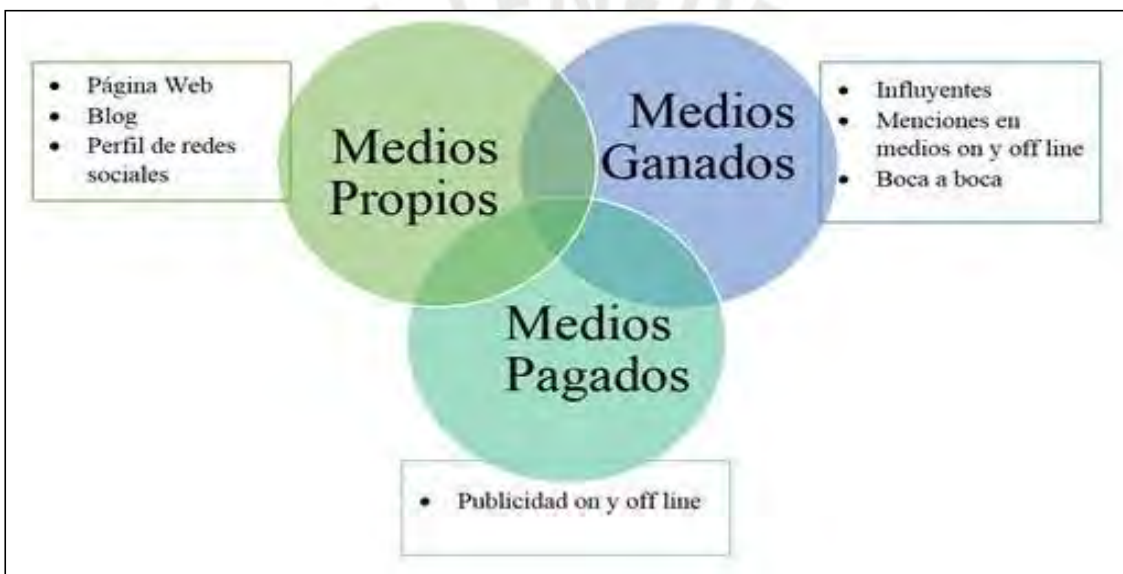 • Página Web
• Blog
• Perfil de redes
sociales
Medios
Propios
Medios
Ganados
• Influyentes
• Menciones en
medios on y off line
• Boca a boca
Medios
Pagados
• Publicidad on y off line